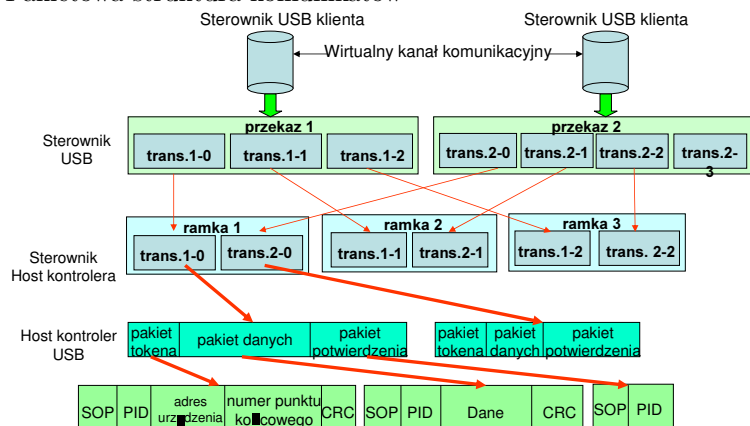 Sterownik USB klienta
Sterownik USB klienta
Wirtualny kanał komunikacyjny
Sterownik
USB
przekaz 1
trans.1-0
trans.1-1
trans.1-2
przekaz 2
trans.2-0
trans.2-1
trans.2-2
trans.2-
3
Sterownik
Host kontrolera
ramka 1
trans.1-0
trans.2-0
ramka 2
trans.1-1
trans.2-1
ramka 3
trans.1-2
trans. 2-2
Host kontroler
USB
pakiet
tokena
pakiet danych
pakiet
potwierdzenia
pakiet
tokena
pakiet
danych
pakiet
potwierdzenia
SOP
PID
adres
numer punktu
CRC
SOP
PID
Dane
CRC
SOP
PID